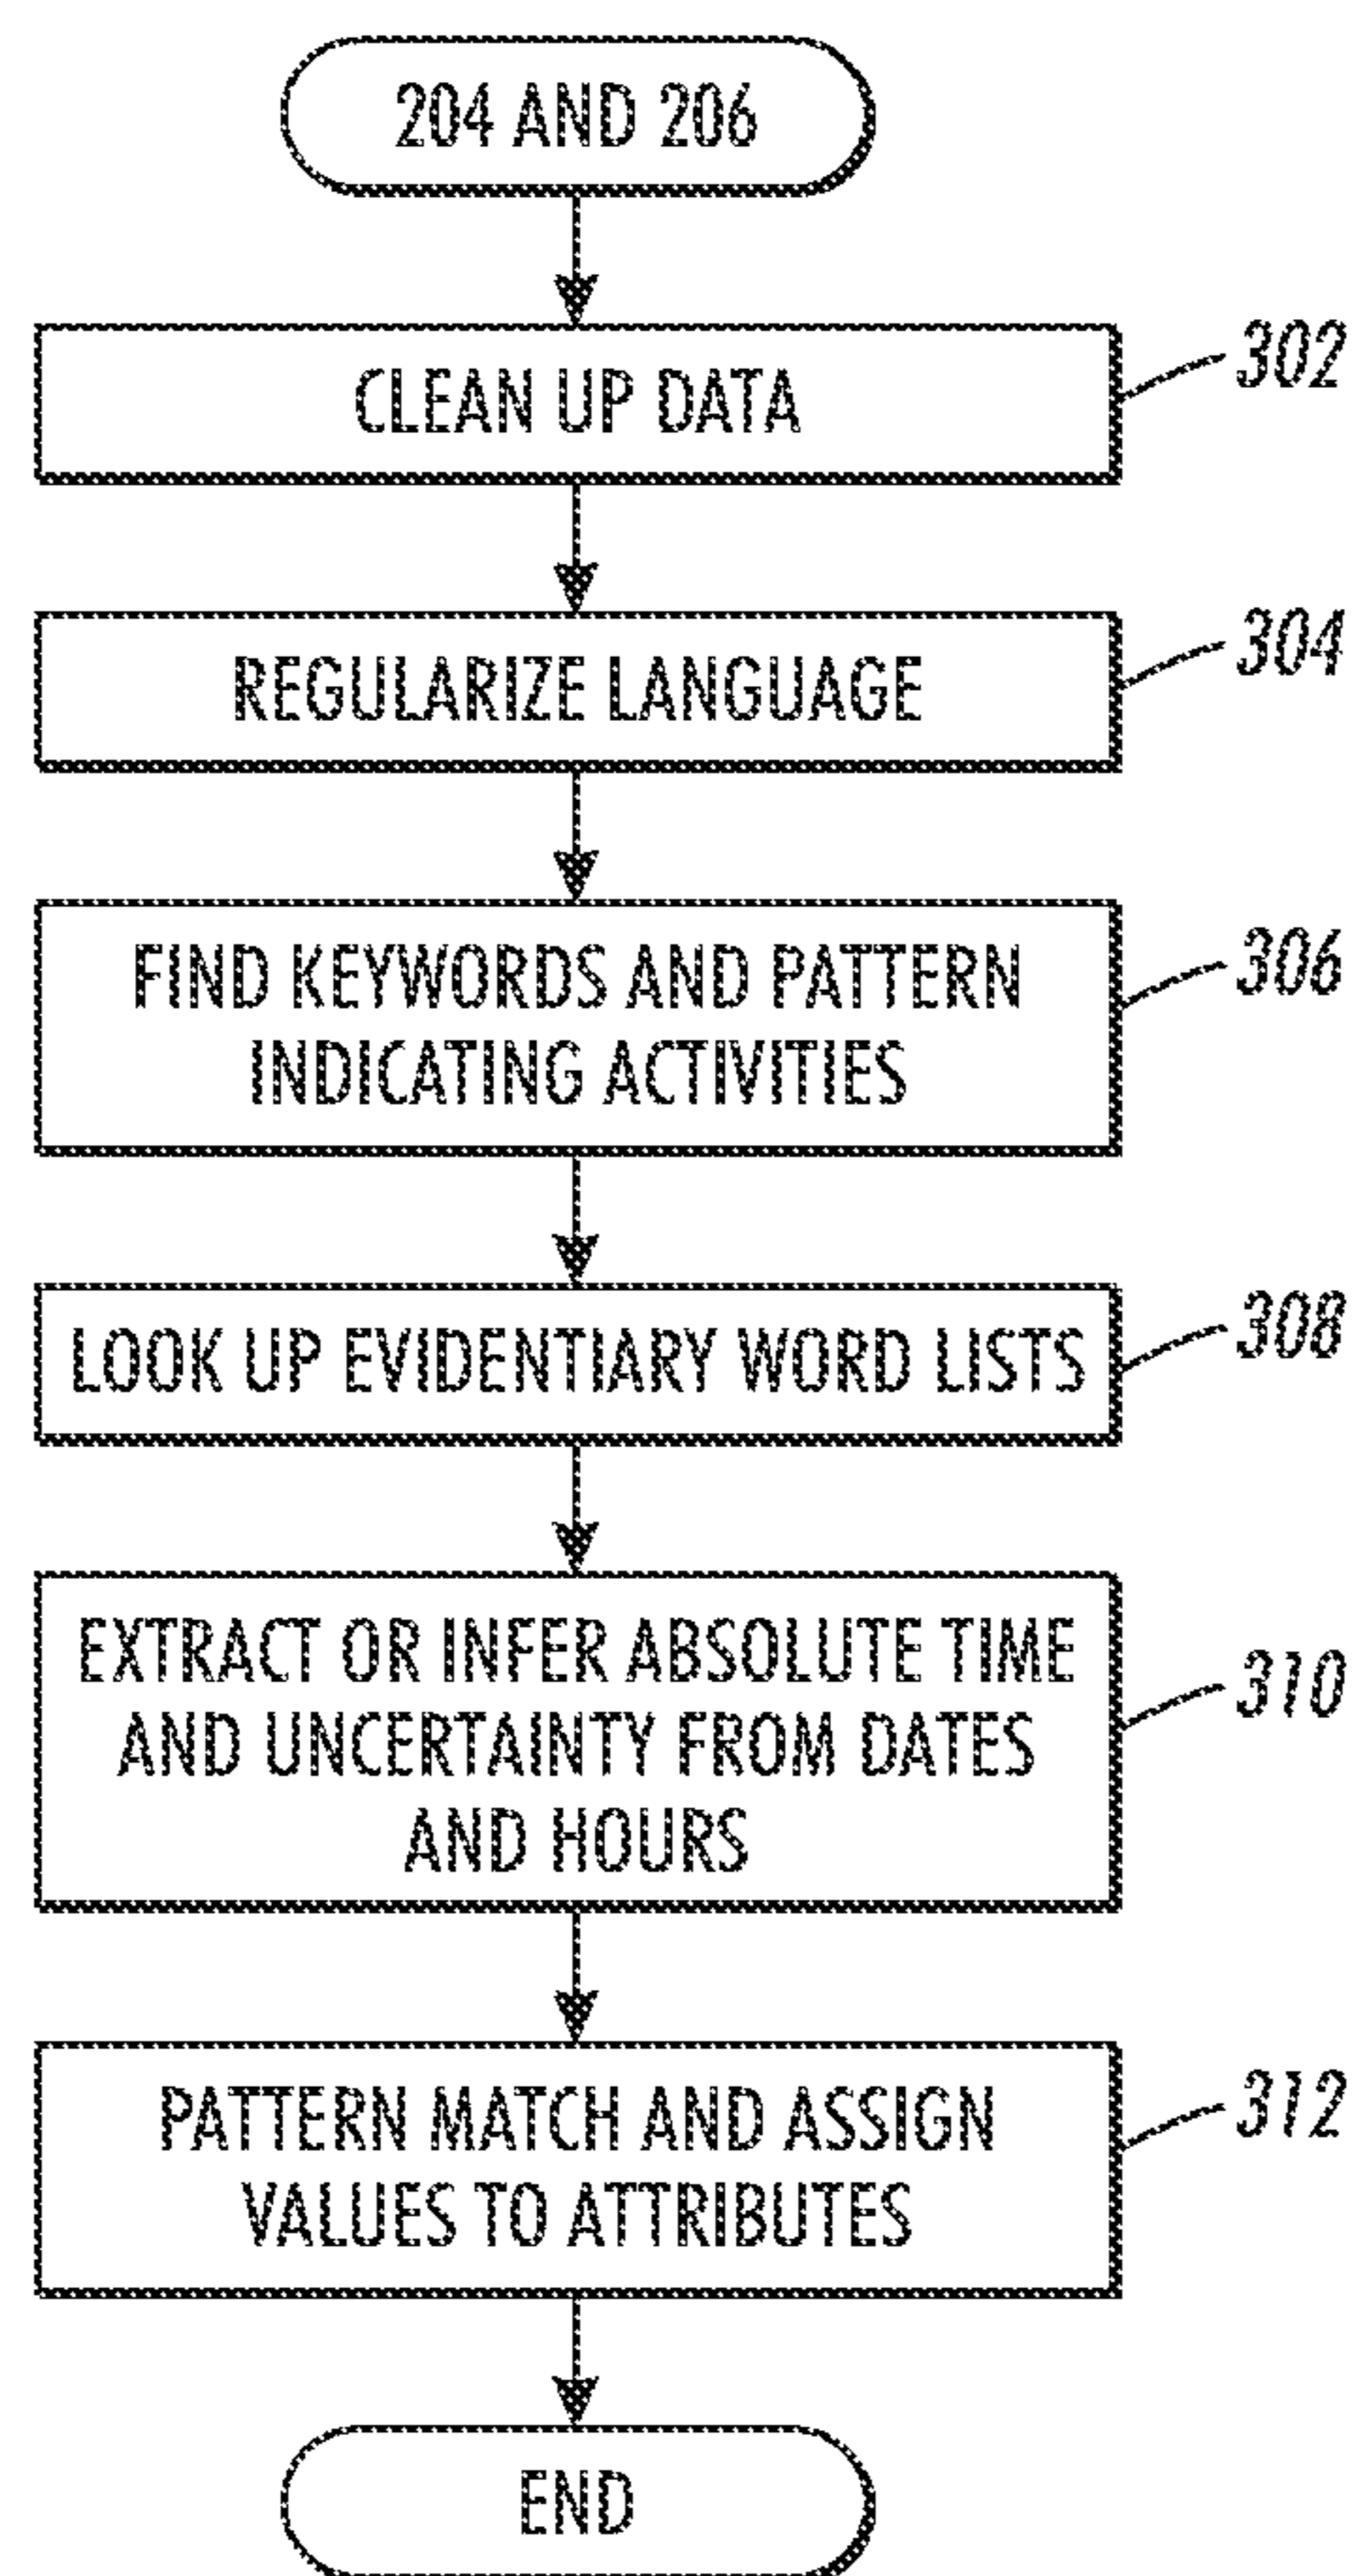 204 AND 206
CLEAN UP DATA
302
REGULARIZE LANGUAGE
304
FIND KEYWORDS AND PATTERN
INDICATING ACTIVITIES
306
LOOK UP EVIDENTIARY WORD LISTS
308
EXTRACT OR INFER ABSOLUTE TIME
AND UNCERTAINTY FROM DATES
AND HOURS
310
PATTERN MATCH AND ASSIGN
VALUES TO ATTRIBUTES
312
END